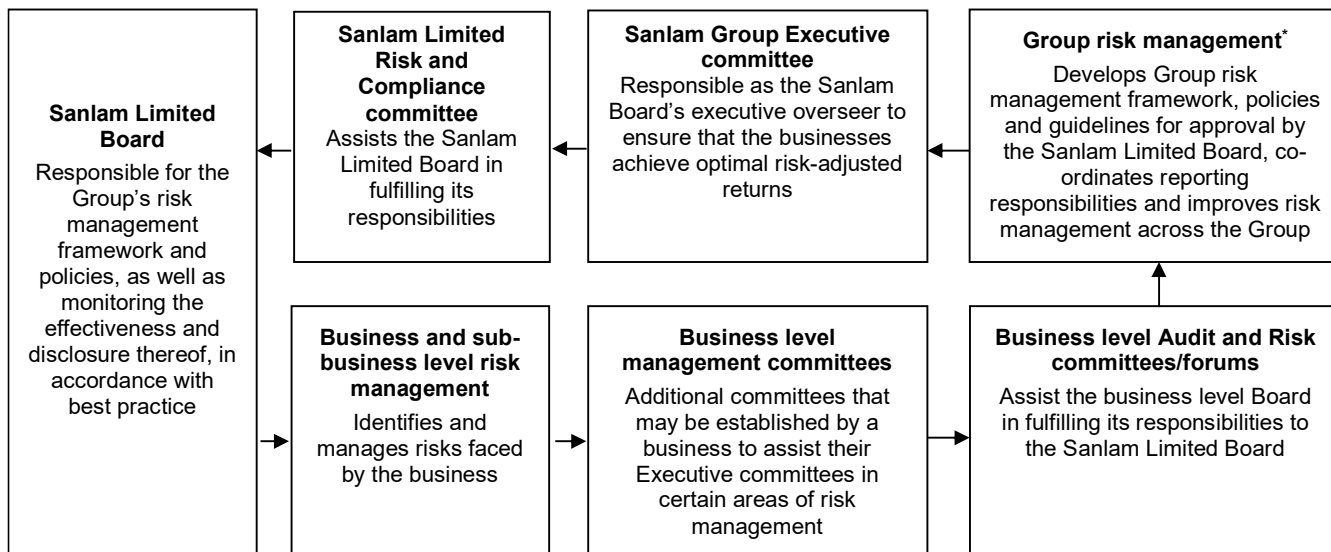 Sanlam Limited
Board
Responsible for the
Group’s risk
management
framework and
policies, as well as
monitoring the
effectiveness and
disclosure thereof, in
accordance with
best practice
Sanlam Limited
Risk and
Compliance
committee
Assists the Sanlam
Limited Board in
fulfilling its
responsibilities
Sanlam Group Executive
committee
Responsible as the Sanlam
Board’s executive overseer to
ensure that the businesses
achieve optimal risk-adjusted
returns
Group risk management*
Develops Group risk
management framework, policies
and guidelines for approval by
the Sanlam Limited Board, co-
ordinates reporting
responsibilities and improves risk
management across the Group
Business and sub-
business level risk
management
Identifies and
manages risks faced
by the business
Business level
management committees
Additional committees that
may be established by
a business to assist their
Executive committees in
certain areas of risk
management
Business level Audit and Risk
committees/forums
Assist the business level Board
in fulfilling its responsibilities to
the Sanlam Limited Board